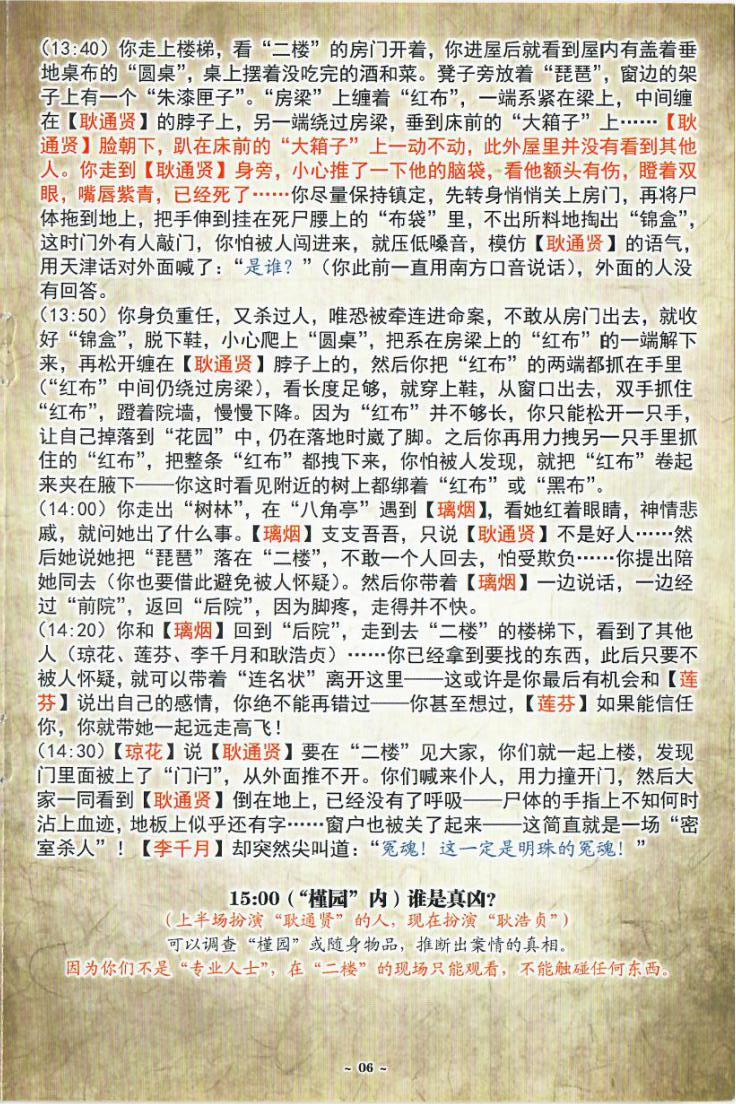 (13:40) 你走上楼梯，看“二楼”的房门开着，你进屋后就看到屋内有盖着垂
地桌布的“圆桌”，桌上摆着没吃完的酒和菜。凳子旁放着“琵琶”，窗边的架
子上有一个“朱漆匣子”。“房梁”上缠着“红布”，一端系紧在梁上，中间缠
在【耿通贤】的脖子上，另一端绕过房梁，垂到床前的“大箱子”上……【耿
通贤】脸朝下，趴在床前的“大箱子”上一动不动，此外屋里并没有看到其他
人。你走到【耿通贤】身旁，小心推了一下他的脑袋，看他额头有伤，瞪着双
眼，嘴唇紫青，已经死了……你尽量保持镇定，先转身悄悄关上房门，再将尸
体拖到地上，把手伸到挂在死尸腰上的“布袋”里，不出所料地掏出“锦盒”，
这时门外有人敲门，你怕被人闯进来，就压低嗓音，模仿【耿通贤】的语气，
用天津话对外面喊了：“是谁？”（你此前一直用南方口音说话），外面的人没
有回答。
(13:50) 你身负重任，又杀过人，唯恐被牵连进命案，不敢从房门出去，就收
好“锦盒”，脱下鞋，小心爬上“圆桌”，把系在房梁上的“红布”的一端解下
来，再松开缠在【耿通贤】脖子上的，然后你把“红布”的两端都抓在手里
（“红布”中间仍绕过房梁），看长度足够，就穿上鞋，从窗口出去，双手抓住
“红布”，蹬着院墙，慢慢下降。因为“红布”并不够长，你只能松开一只手，
让自己掉落到“花园”中，仍在落地时崴了脚。之后你再用力拽另一只手里抓
住的“红布”，把整条“红布”都拽下来，你怕被人发现，就把“红布”卷起
来夹在腋下——你这时看见附近的树上都绑着“红布”或“黑布”。
(14:00) 你走出“树林”，在“八角亭”遇到【璃烟】，看她红着眼睛，神情悲
戚，就问她出了什么事。【璃烟】支支吾吾，只说【耿通贤】不是好人……然
后她说她把“琵琶”落在“二楼”，不敢一个人回去，怕受欺负……你提出陪
她同去（你也要借此避免被人怀疑）。然后你带着【璃烟】一边说话，一边经
过“前院”，返回“后院”，因为脚疼，走得并不快。
(14:20) 你和【璃烟】回到“后院”，走到去“二楼”的楼梯下，看到了其他
人（琼花、莲芬、李千月和耿浩贞）……你已经拿到要找的东西，此后只要不
被人怀疑，就可以带着“连名状”离开这里——这或许是你最后有机会和【莲
芬】说出自己的感情，你绝不能再错过——你甚至想过，【莲芬】如果能信任
你，你就带她一起远走高飞！
(14:30)【琼花】说【耿通贤】要在“二楼”见大家，你们就一起上楼，发现
门里面被上了“门闩”，从外面推不开。你们喊来仆人，用力撞开门，然后大
家一同看到【耿通贤】倒在地上，已经没有了呼吸——尸体的手指上不知何时
沾上血迹，地板上似乎还有字……窗户也被关了起来——这简直就是一场“密
室杀人”！【李千月】却突然尖叫道：“冤魂！这一定是明珠的冤魂！”
15:00（“槿园”内）谁是真凶？
（上半场扮演“耿通贤”的人，现在扮演“耿浩贞”）
可以调查“槿园”或随身物品，推断出案情的真相。
因为你们不是“专业人士”，在“二楼”的现场只能观看，不能触碰任何东西。
~ 06 ~